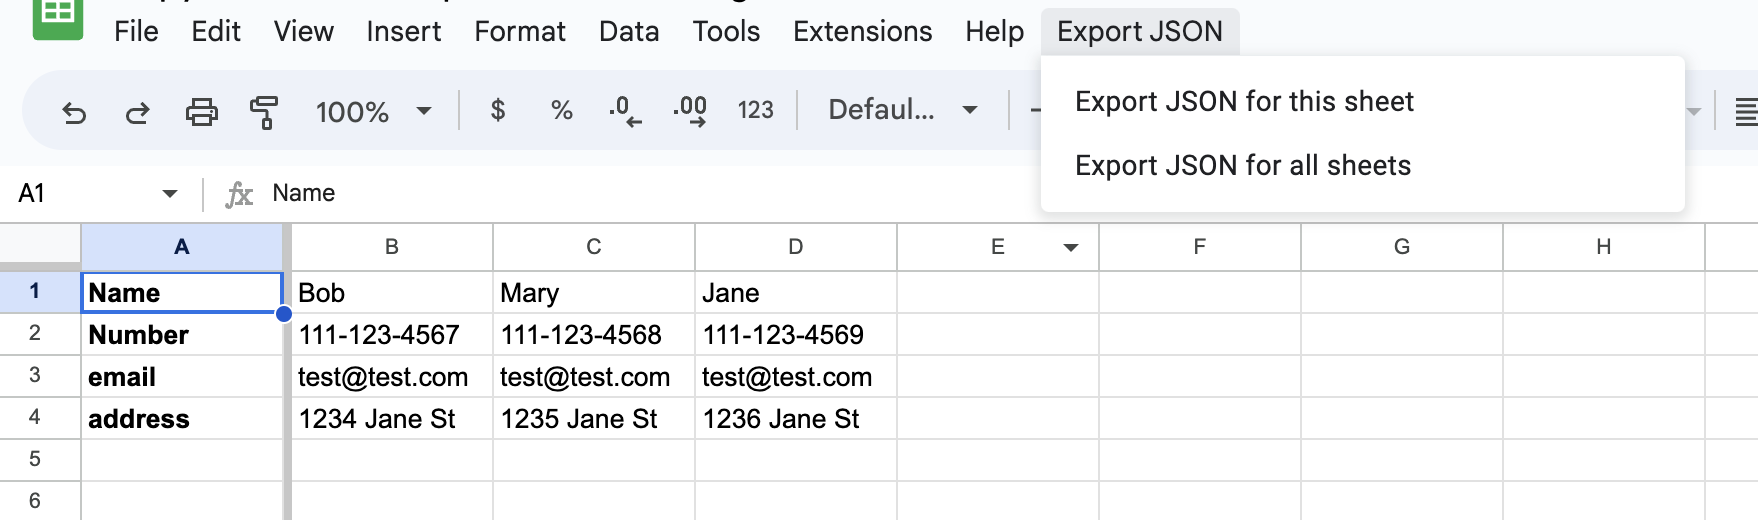 File Edit View Insert Format Data Tools Extensions Help Export JSON
Export JSON for this sheet
Export JSON for all sheets
100% $ % .0 .00 123 Defaul...
A1 fx Name
A B C D E F G H
1 Name Bob Mary Jane
2 Number 111-123-4567 111-123-4568 111-123-4569
3 email test@test.com test@test.com test@test.com
4 address 1234 Jane St 1235 Jane St 1236 Jane St
5
6